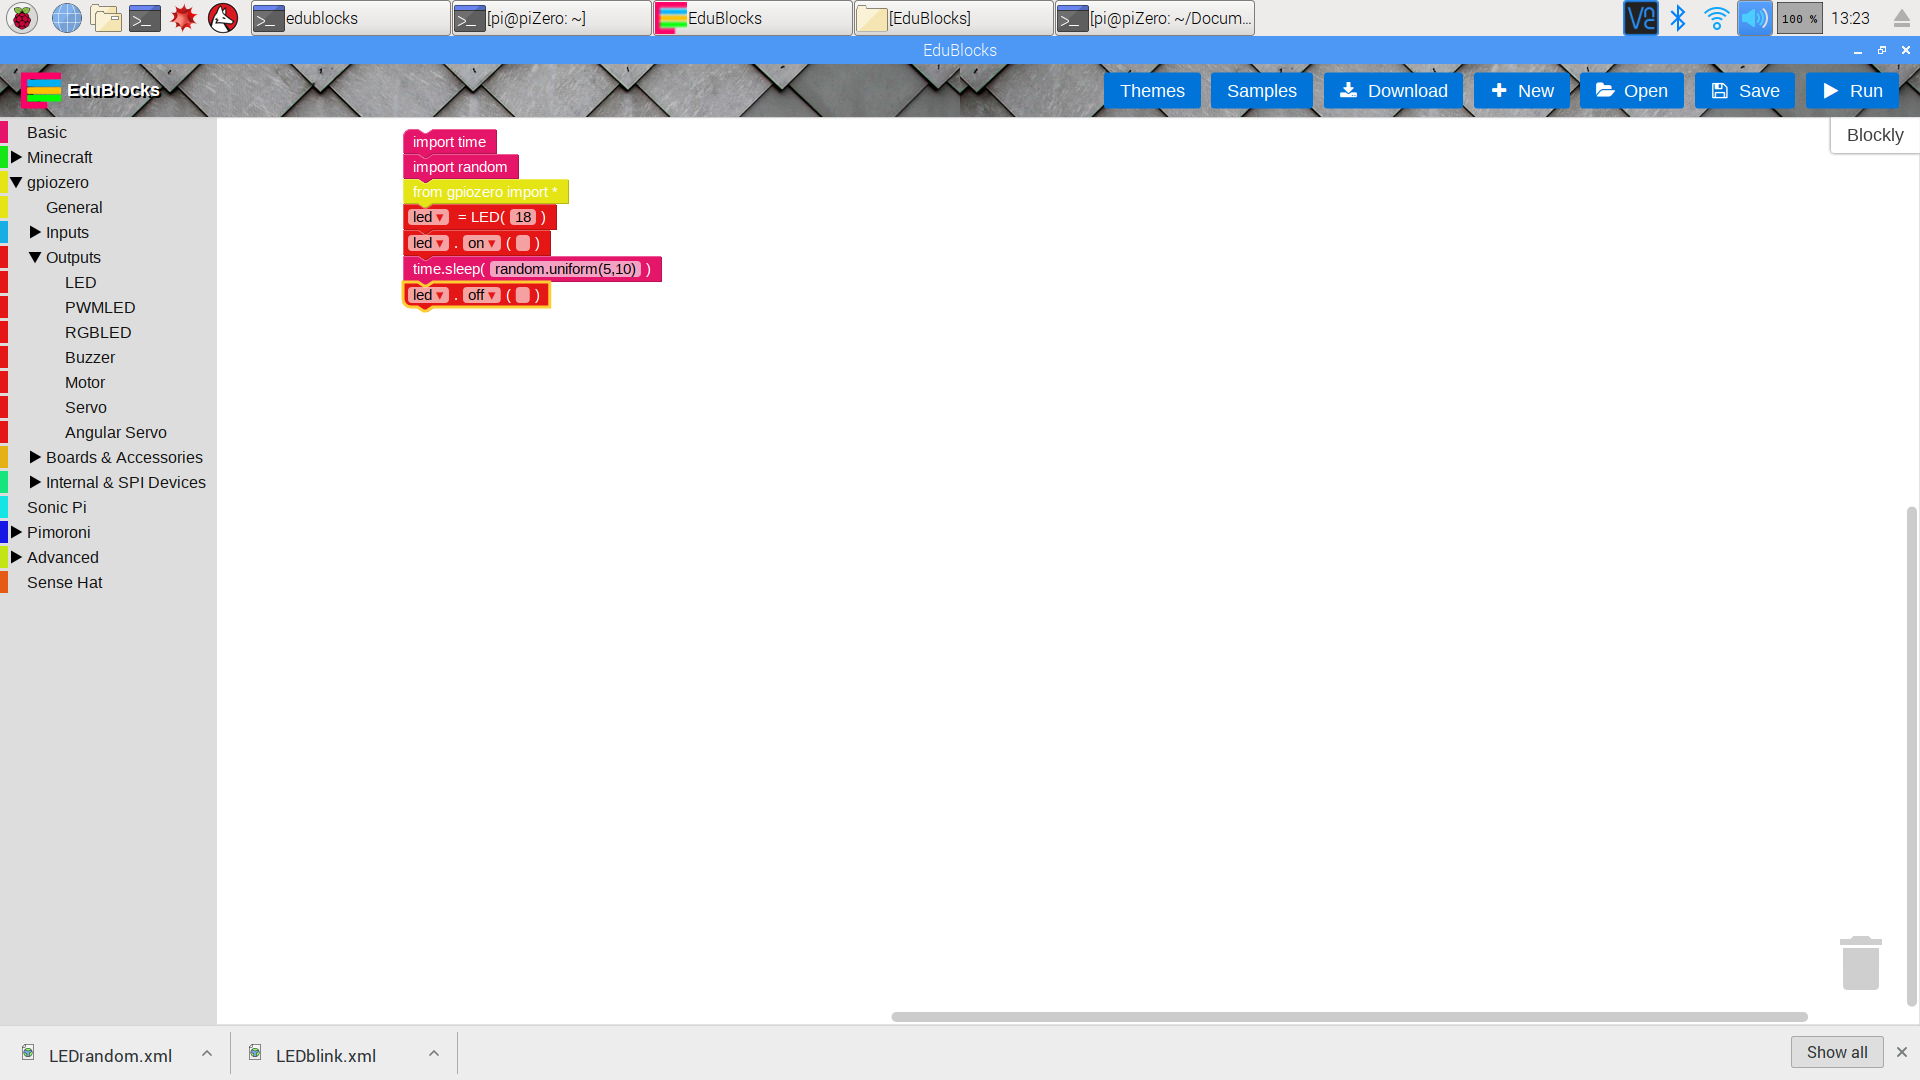 edublocks
[pi@piZero: ~]
EduBlocks
[EduBlocks]
[pi@piZero: ~/Docum...
100 %
13:23
EduBlocks
EduBlocks
Themes
Samples
Download
New
Open
Save
Run
Blockly
Basic
Minecraft
gpiozero
General
Inputs
Outputs
LED
PWMLED
RGBLED
Buzzer
Motor
Servo
Angular Servo
Boards & Accessories
Internal & SPI Devices
Sonic Pi
Pimoroni
Advanced
Sense Hat
import time
import random
from gpiozero import *
led = LED( 18 )
led . on ( )
time.sleep( random.uniform(5,10) )
led . off ( )
LEDrandom.xml
LEDblink.xml
Show all